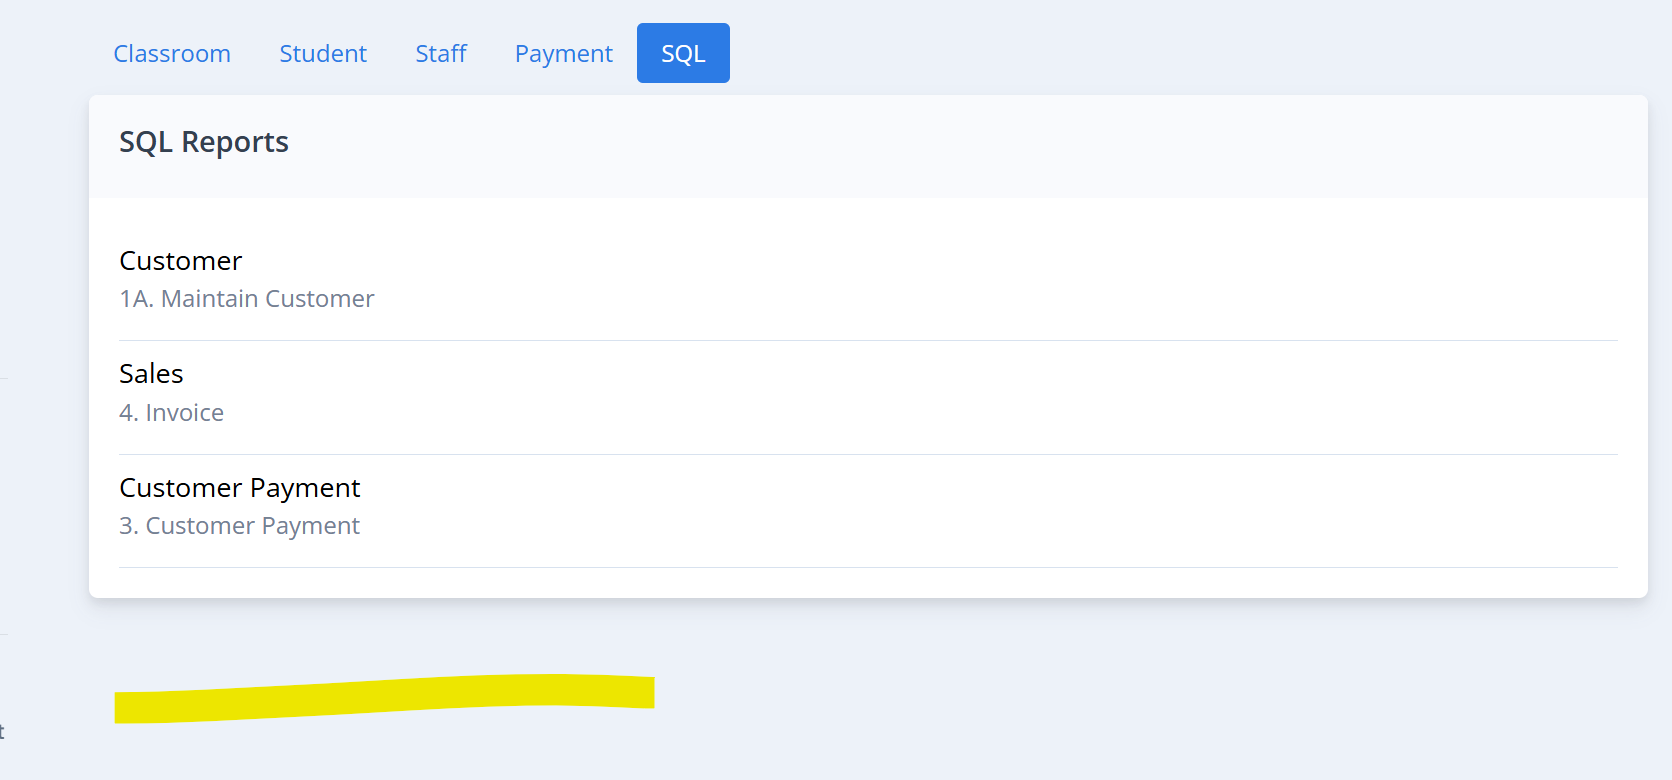 Classroom Student Staff Payment SQL
SQL Reports
Customer
1A. Maintain Customer
Sales
4. Invoice
Customer Payment
3. Customer Payment
t